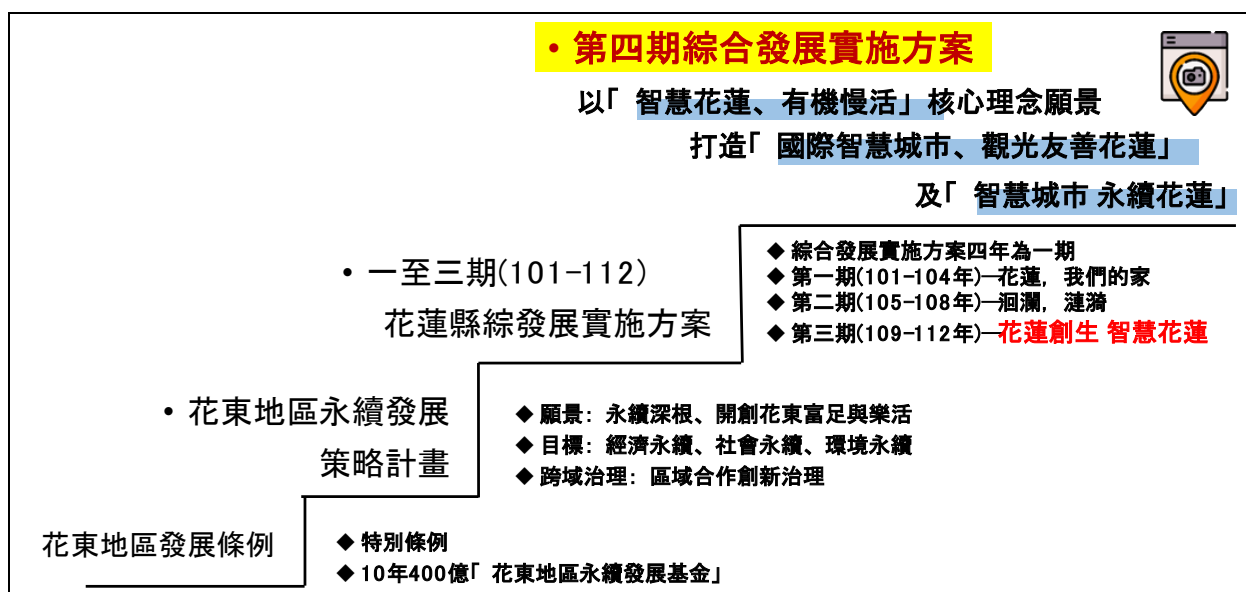 • 第四期綜合發展實施方案
以「智慧花蓮、有機慢活」核心理念願景
打造「國際智慧城市、觀光友善花蓮」
及「智慧城市 永續花蓮」
• 一至三期(101-112)
花蓮縣綜發展實施方案
◆ 綜合發展實施方案四年為一期
◆ 第一期(101-104年)—花蓮, 我們的家
◆ 第二期(105-108年)—洄瀾, 漣漪
◆ 第三期(109-112年)—花蓮創生 智慧花蓮
• 花東地區永續發展
策略計畫
◆ 願景: 永續深根、開創花東富足與樂活
◆ 目標: 經濟永續、社會永續、環境永續
◆ 跨域治理: 區域合作創新治理
花東地區發展條例
◆ 特別條例
◆ 10年400億「花東地區永續發展基金」